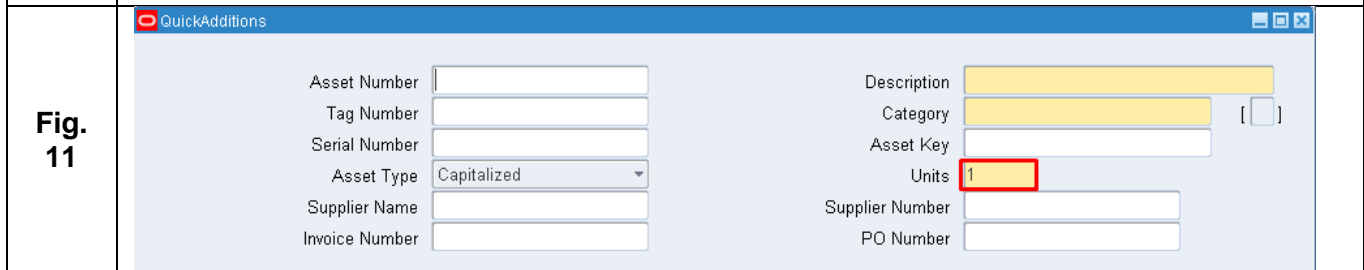 QuickAdditions
Fig.
11
Asset Number
Description
Tag Number
Category [ ]
Serial Number
Asset Key
Asset Type Capitalized
Units 1
Supplier Name
Supplier Number
Invoice Number
PO Number